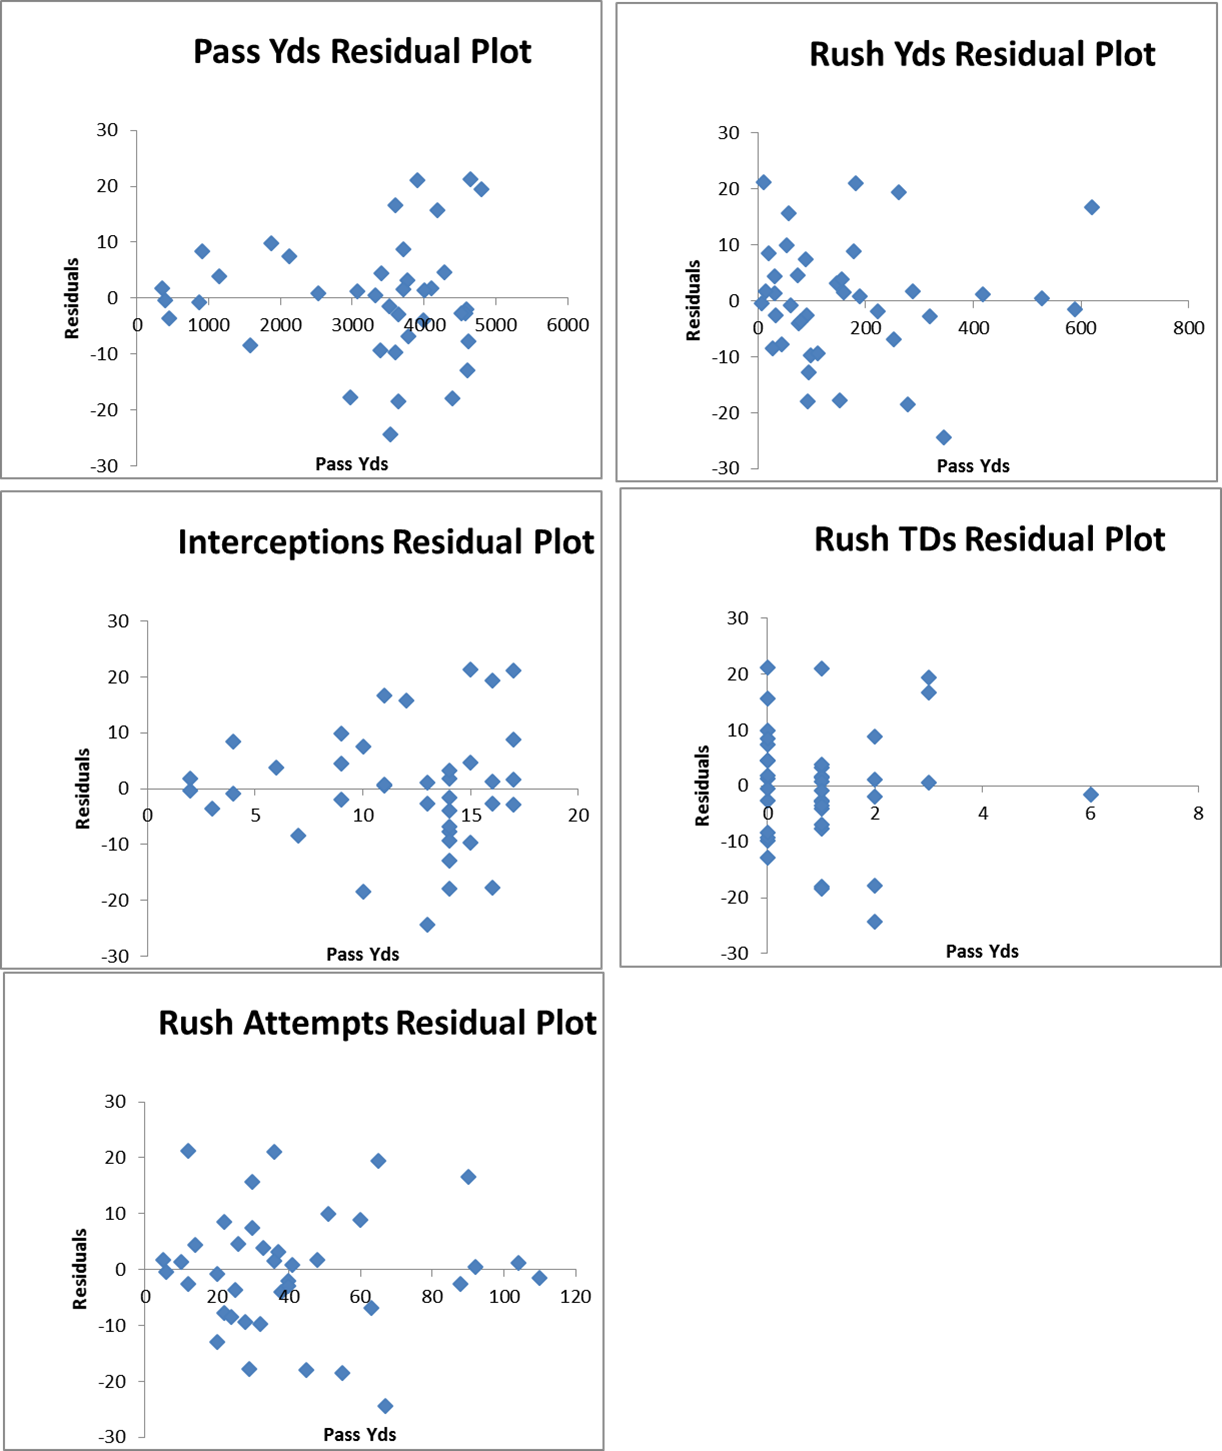 Pass Yds Residual Plot
30
20
10
0
-10
-20
-30
0 1000 2000 3000 4000 5000 6000
Residuals
Pass Yds
Rush Yds Residual Plot
30
20
10
0
-10
-20
-30
0 200 400 600 800
Residuals
Pass Yds
Interceptions Residual Plot
30
20
10
0
-10
-20
-30
0 5 10 15 20
Residuals
Pass Yds
Rush TDs Residual Plot
30
20
10
0
-10
-20
-30
0 2 4 6 8
Residuals
Pass Yds
Rush Attempts Residual Plot
30
20
10
0
-10
-20
-30
0 20 40 60 80 100 120
Residuals
Pass Yds